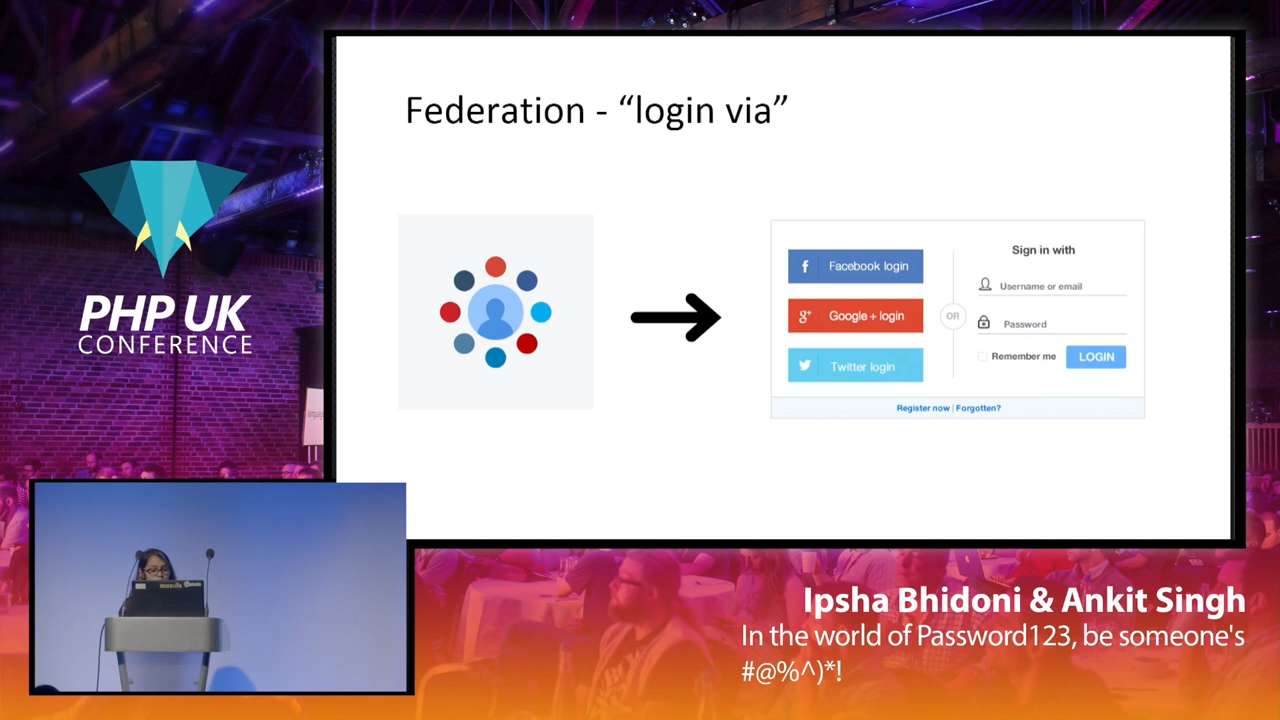 Federation - “login via”
PHP UK
CONFERENCE
f
Facebook login
g+
Google + login
Twitter login
OR
Sign in with
Username or email
Password
Remember me
LOGIN
Register now | Forgotten?
mozilla
Ipsha Bhidoni & Ankit Singh
In the world of Password123, be someone's
#@%^)*!